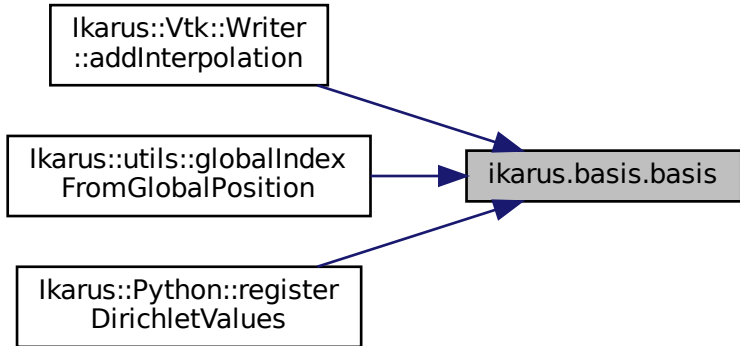 Ikarus::Vtk::Writer
::addInterpolation
Ikarus::utils::globalIndex
FromGlobalPosition
ikarus.basis.basis
Ikarus::Python::register
DirichletValues